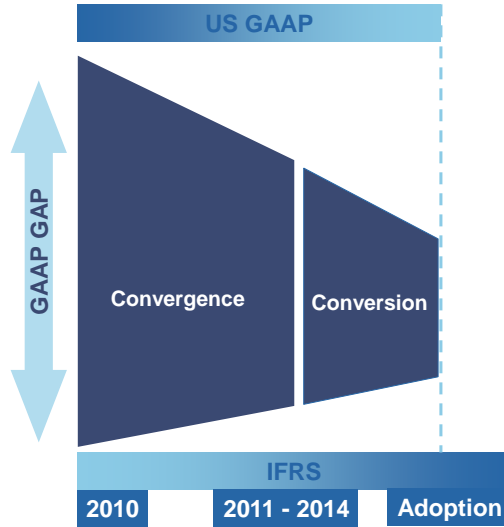 US GAAP
GAAP GAP
Convergence
Conversion
IFRS
2010
2011 - 2014
Adoption